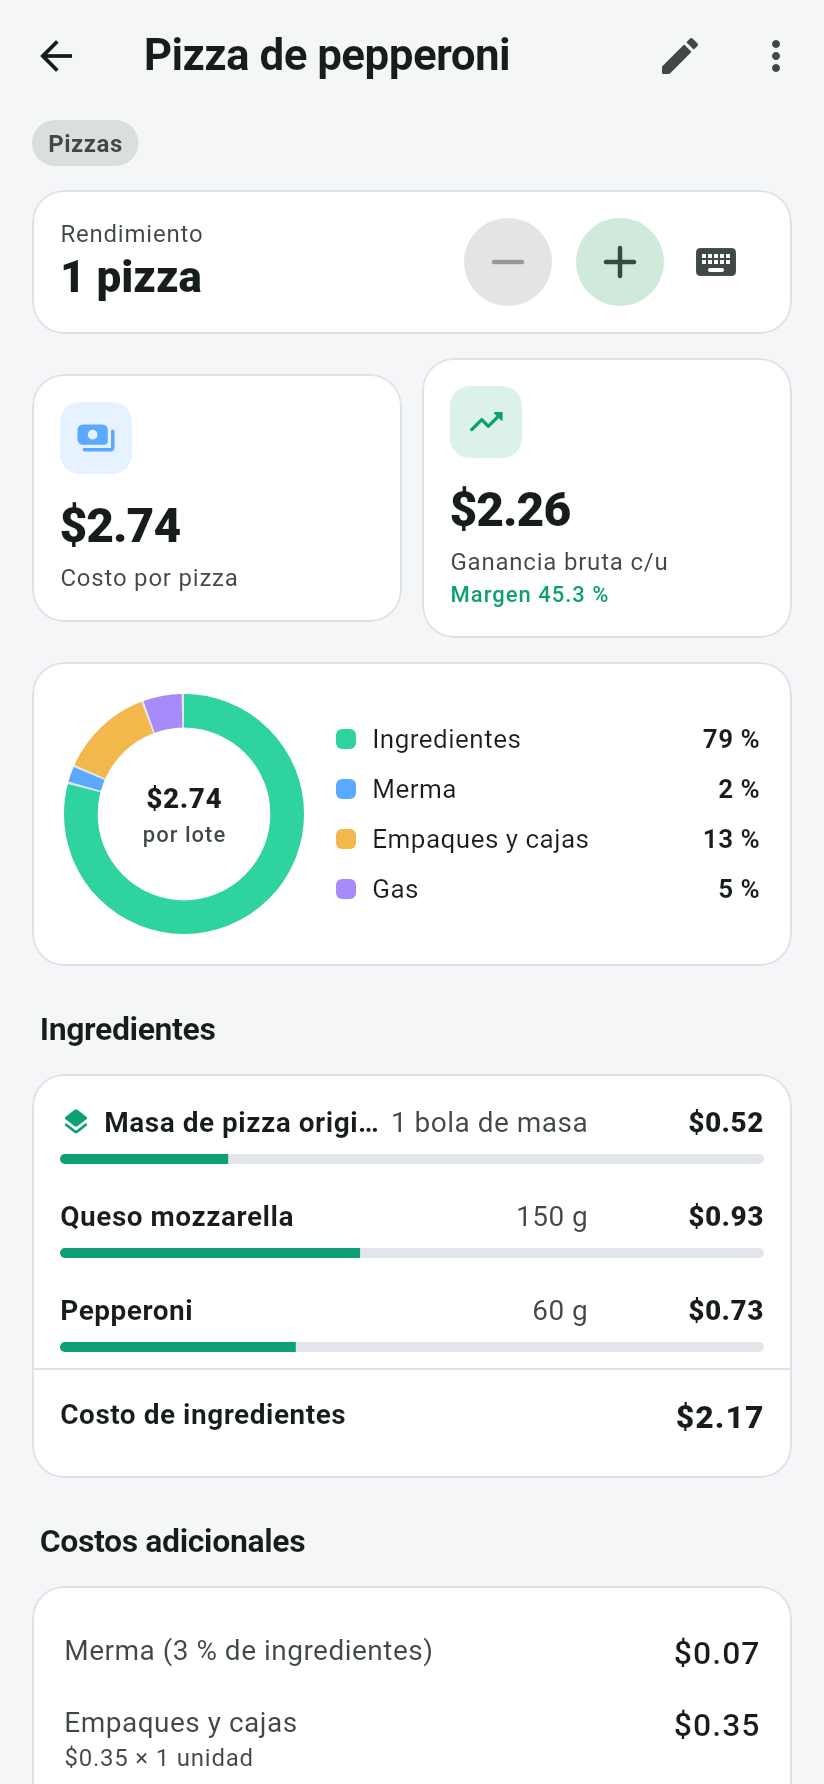 Pizza de pepperoni
Pizzas
Rendimiento
1 pizza
$2.74
Costo por pizza
$2.26
Ganancia bruta c/u
Margen 45.3 %
$2.74
por lote
Ingredientes 79 %
Merma 2 %
Empaques y cajas 13 %
Gas 5 %
Ingredientes
Masa de pizza origi… 1 bola de masa $0.52
Queso mozzarella 150 g $0.93
Pepperoni 60 g $0.73
Costo de ingredientes $2.17
Costos adicionales
Merma (3 % de ingredientes) $0.07
Empaques y cajas $0.35
$0.35 × 1 unidad